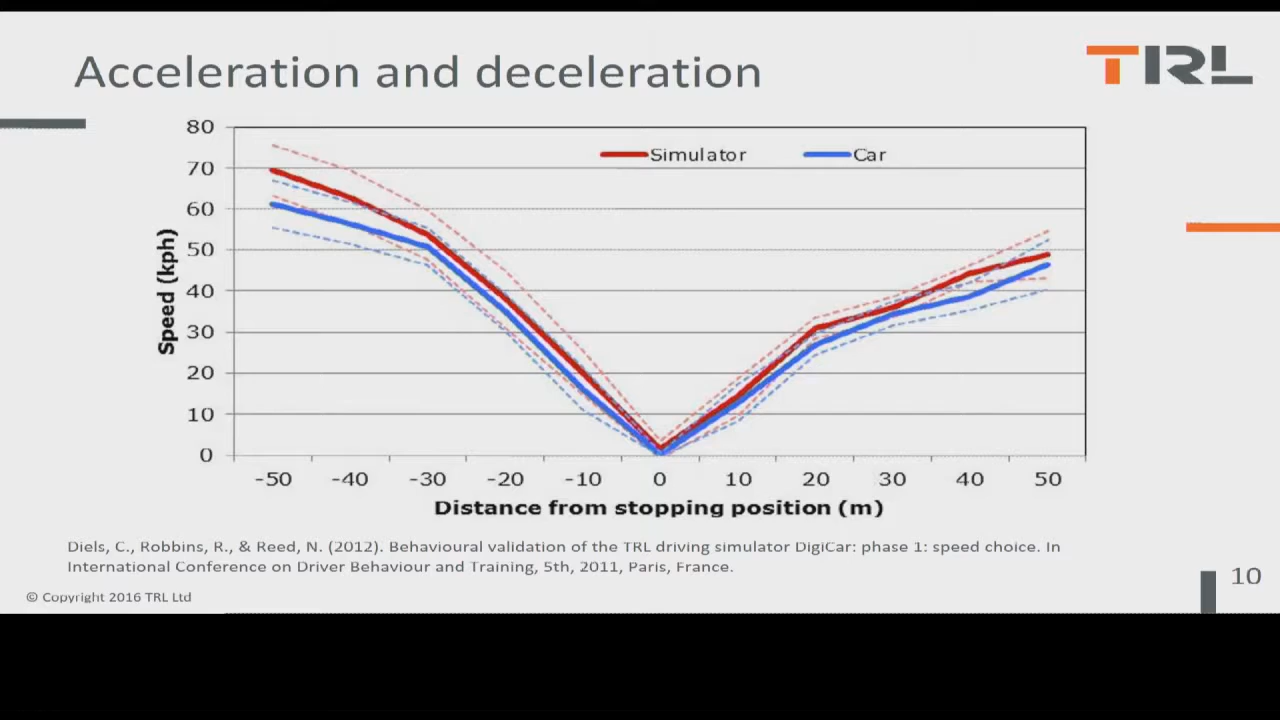 Acceleration and deceleration
TRL
80
70
60
50
40
30
20
10
0
Speed (kph)
Simulator
Car
-50 -40 -30 -20 -10 0 10 20 30 40 50
Distance from stopping position (m)
Diels, C., Robbins, R., & Reed, N. (2012). Behavioural validation of the TRL driving simulator DigiCar: phase 1: speed choice. In
International Conference on Driver Behaviour and Training, 5th, 2011, Paris, France.
10
© Copyright 2016 TRL Ltd